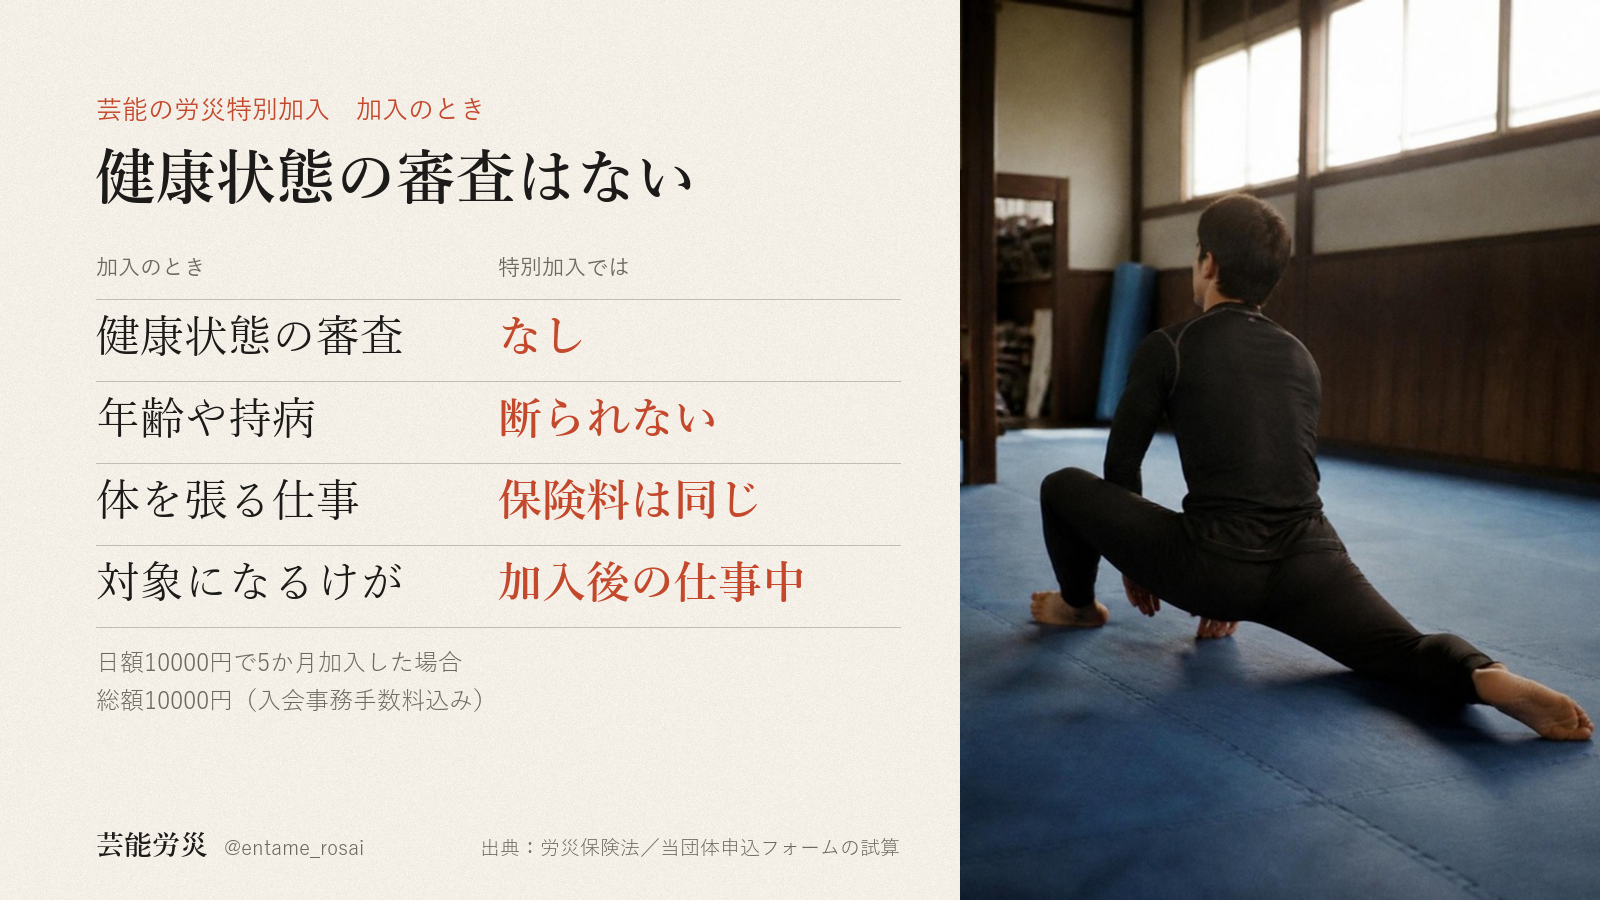 芸能の労災特別加入　加入のとき
健康状態の審査はない
加入のとき　特別加入では
健康状態の審査　なし
年齢や持病　断られない
体を張る仕事　保険料は同じ
対象になるけが　加入後の仕事中
日額10000円で5か月加入した場合
総額10000円（入会事務手数料込み）
芸能労災　@entame_rosai　出典：労災保険法／当団体申込フォームの試算